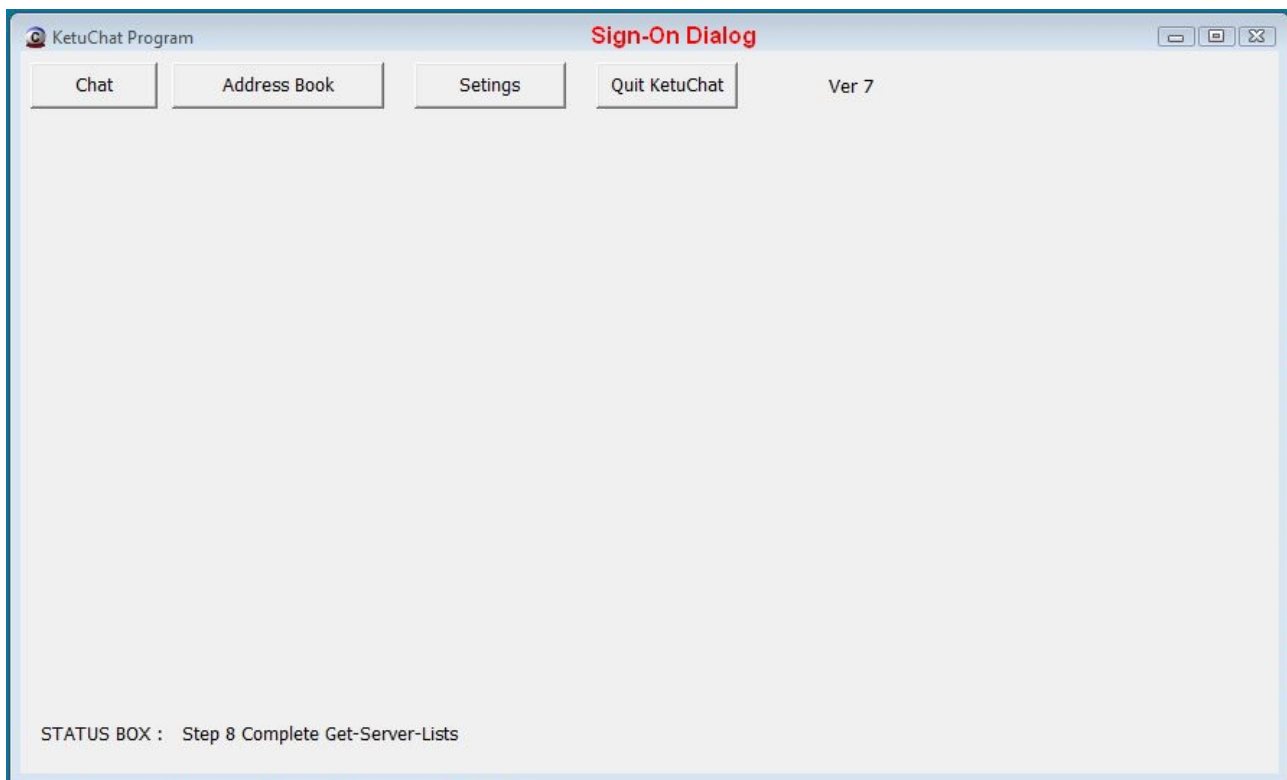 KetuChat Program Sign-On Dialog
Chat Address Book Setings Quit KetuChat Ver 7
STATUS BOX : Step 8 Complete Get-Server-Lists